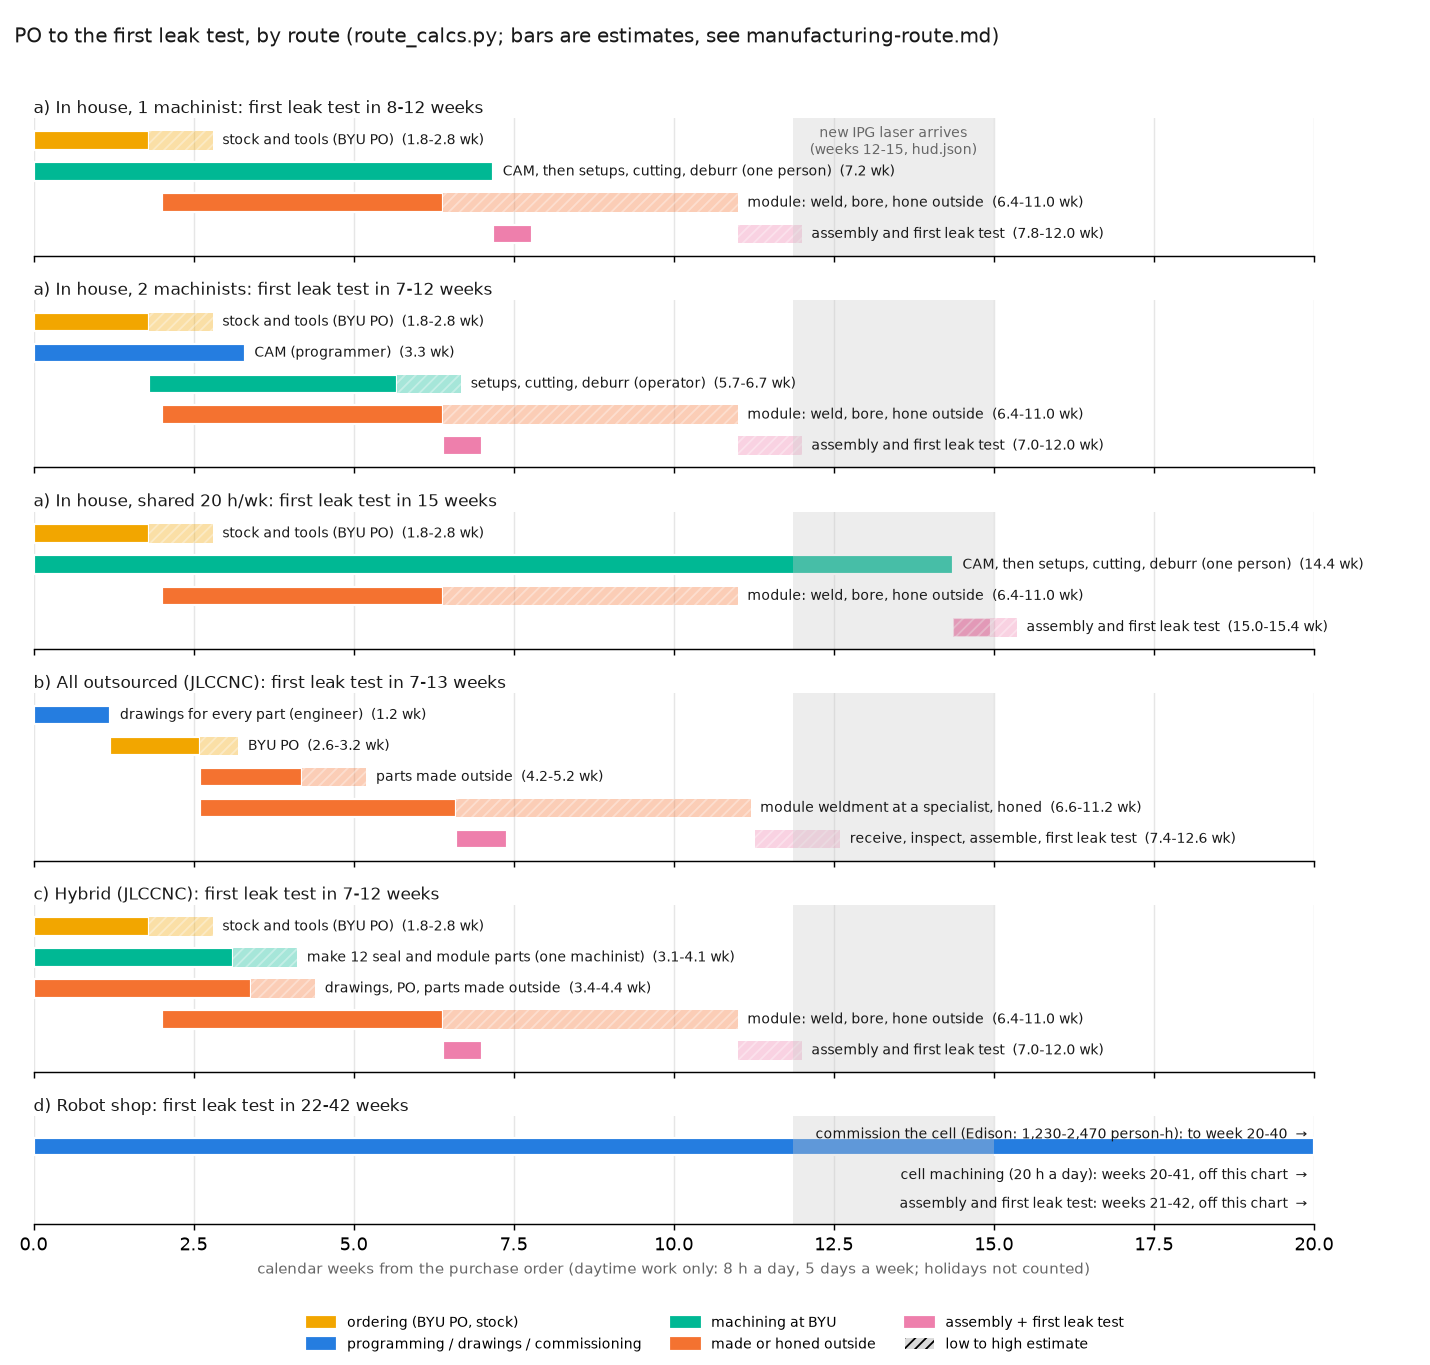 PO to the first leak test, by route (route_calcs.py; bars are estimates, see manufacturing-route.md)
a) In house, 1 machinist: first leak test in 8-12 weeks
new IPG laser arrives
(weeks 12-15, hud.json)
stock and tools (BYU PO)  (1.8-2.8 wk)
CAM, then setups, cutting, deburr (one person)  (7.2 wk)
module: weld, bore, hone outside  (6.4-11.0 wk)
assembly and first leak test  (7.8-12.0 wk)
a) In house, 2 machinists: first leak test in 7-12 weeks
stock and tools (BYU PO)  (1.8-2.8 wk)
CAM (programmer)  (3.3 wk)
setups, cutting, deburr (operator)  (5.7-6.7 wk)
module: weld, bore, hone outside  (6.4-11.0 wk)
assembly and first leak test  (7.0-12.0 wk)
a) In house, shared 20 h/wk: first leak test in 15 weeks
stock and tools (BYU PO)  (1.8-2.8 wk)
CAM, then setups, cutting, deburr (one person)  (14.4 wk)
module: weld, bore, hone outside  (6.4-11.0 wk)
assembly and first leak test  (15.0-15.4 wk)
b) All outsourced (JLCCNC): first leak test in 7-13 weeks
drawings for every part (engineer)  (1.2 wk)
BYU PO  (2.6-3.2 wk)
parts made outside  (4.2-5.2 wk)
module weldment at a specialist, honed  (6.6-11.2 wk)
receive, inspect, assemble, first leak test  (7.4-12.6 wk)
c) Hybrid (JLCCNC): first leak test in 7-12 weeks
stock and tools (BYU PO)  (1.8-2.8 wk)
make 12 seal and module parts (one machinist)  (3.1-4.1 wk)
drawings, PO, parts made outside  (3.4-4.4 wk)
module: weld, bore, hone outside  (6.4-11.0 wk)
assembly and first leak test  (7.0-12.0 wk)
d) Robot shop: first leak test in 22-42 weeks
commission the cell (Edison: 1,230-2,470 person-h): to week 20-40 →
cell machining (20 h a day): weeks 20-41, off this chart →
assembly and first leak test: weeks 21-42, off this chart →
0.0 2.5 5.0 7.5 10.0 12.5 15.0 17.5 20.0
calendar weeks from the purchase order (daytime work only: 8 h a day, 5 days a week; holidays not counted)
ordering (BYU PO, stock)
programming / drawings / commissioning
machining at BYU
made or honed outside
assembly + first leak test
low to high estimate